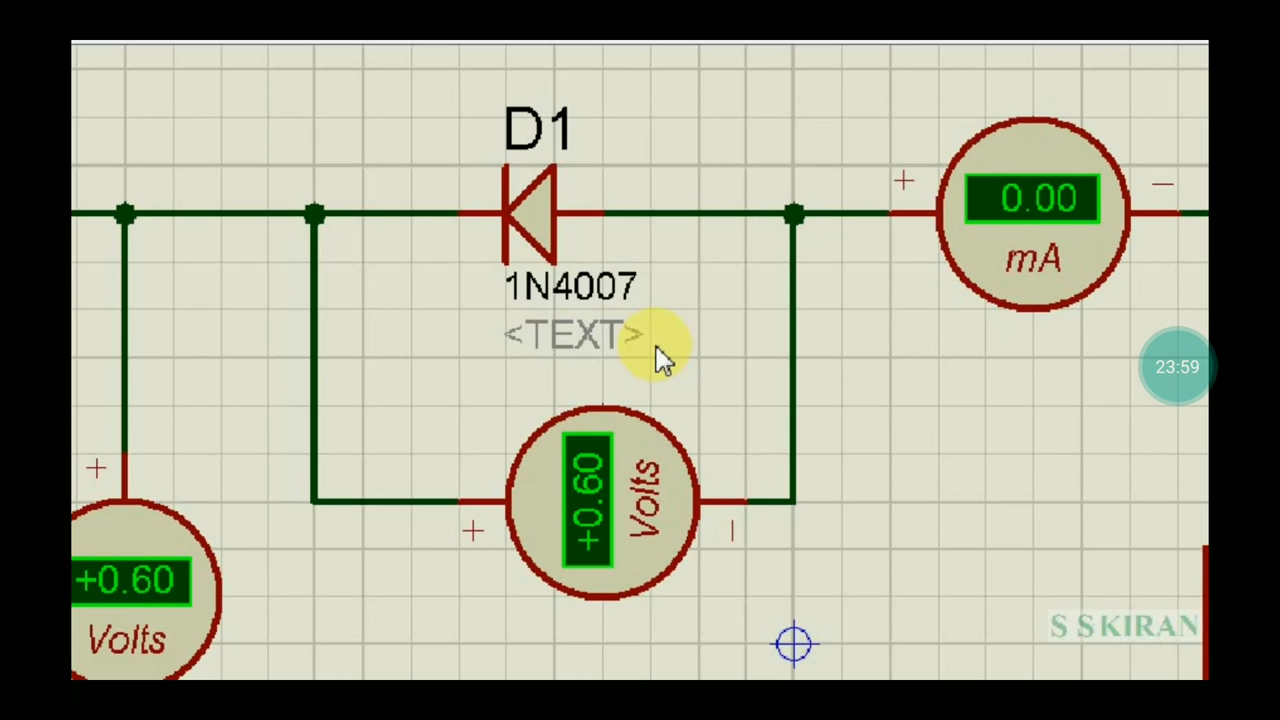 D1
+ 0.00 −
mA
1N4007
<TEXT>
23:59
+
+0.60
Volts
+ −
+0.60
Volts
S S KIRAN